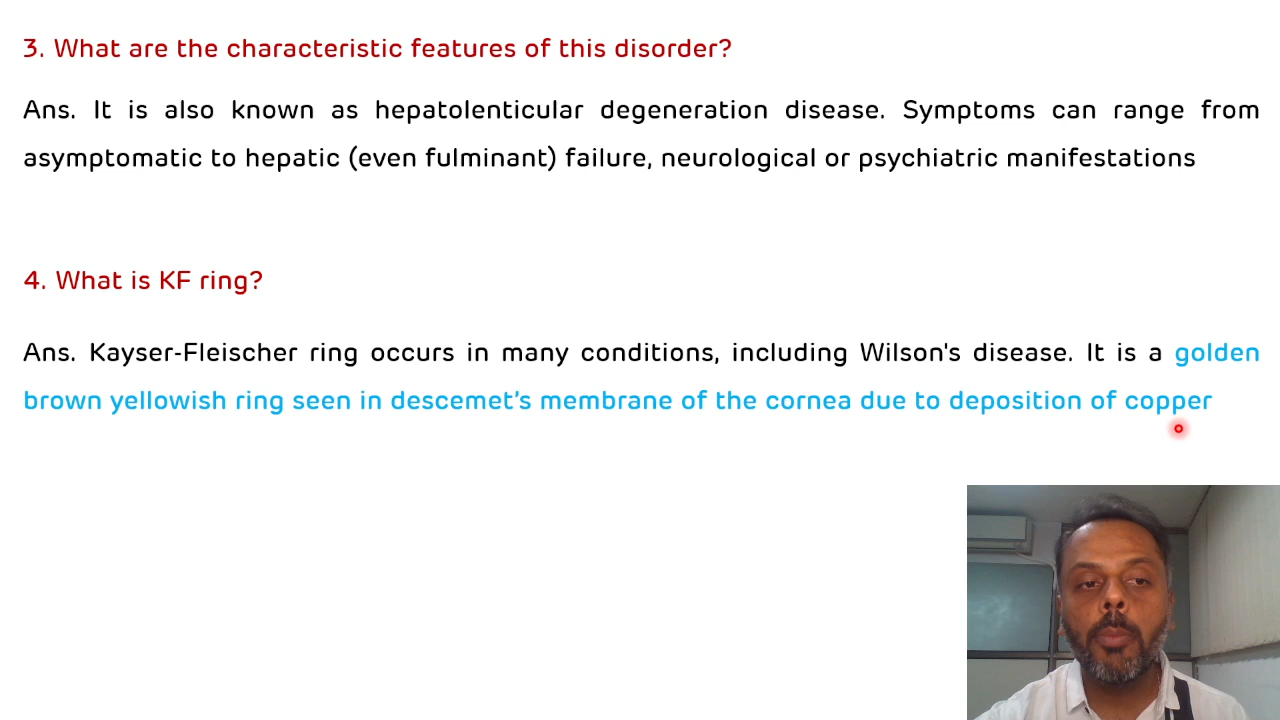 3. What are the characteristic features of this disorder?
Ans. It is also known as hepatolenticular degeneration disease. Symptoms can range from
asymptomatic to hepatic (even fulminant) failure, neurological or psychiatric manifestations
4. What is KF ring?
Ans. Kayser-Fleischer ring occurs in many conditions, including Wilson's disease. It is a golden
brown yellowish ring seen in descemet’s membrane of the cornea due to deposition of copper